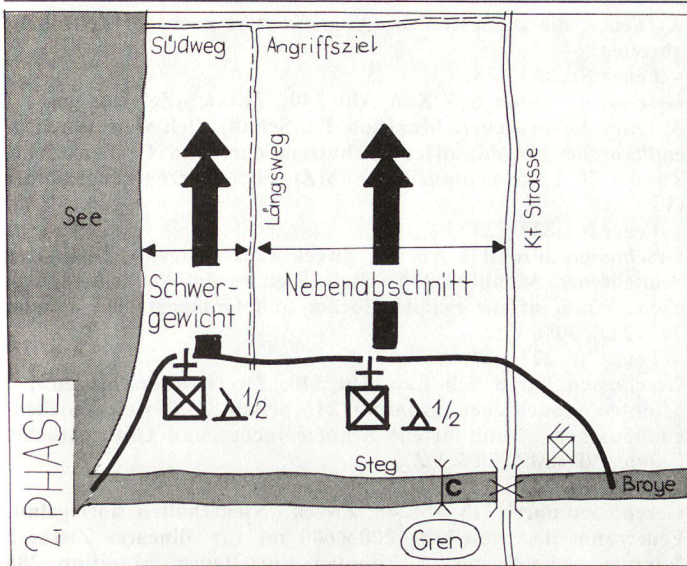 Südweg
Angriffsziel
Längsweg
See
Kt Strasse
Schwer-
gewicht
Nebenabschnitt
1/2
1/2
2. PHASE
Steg
C
Broye
Gren